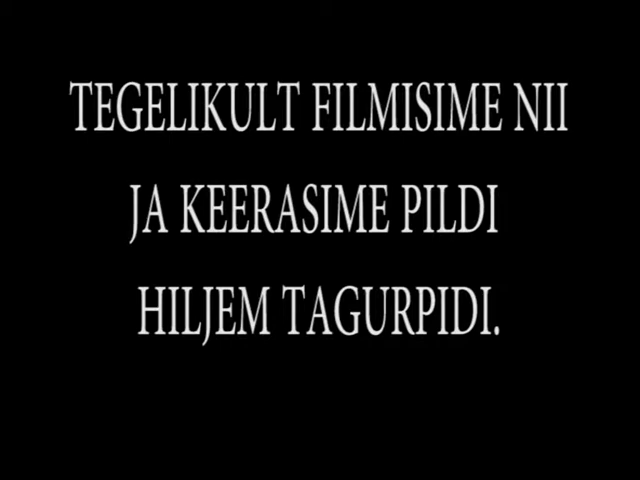 TEGELIKULT FILMISIME NII
JA KEERASIME PILDI
HILJEM TAGURPIDI.